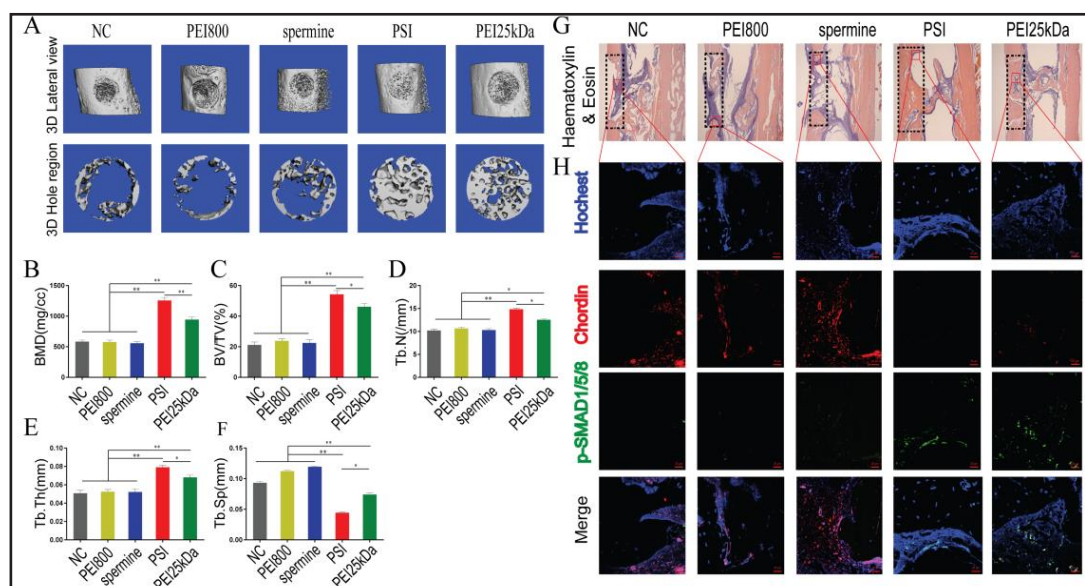 A
NC PEI800 spermine PSI PEI25kDa
3D Lateral view
3D Hole region
B
BMD(mg/cc)
1500
1000
500
0
**
**
**
NC PEI800 spermine PSI PEI25kDa
C
BV/TV(%)
60
40
20
0
**
**
*
NC PEI800 spermine PSI PEI25kDa
D
Tb.N(/mm)
20
15
10
5
0
*
**
*
NC PEI800 spermine PSI PEI25kDa
E
Tb.Th(mm)
0.10
0.08
0.06
0.04
0.02
0.00
**
**
*
NC PEI800 spermine PSI PEI25kDa
F
Tb.Sp(mm)
0.15
0.10
0.05
0.00
**
**
*
NC PEI800 spermine PSI PEI25kDa
G
NC PEI800 spermine PSI PEI25kDa
Haematoxylin
& Eosin
H
Hochest
Chordin
p-SMAD1/5/8
Merge